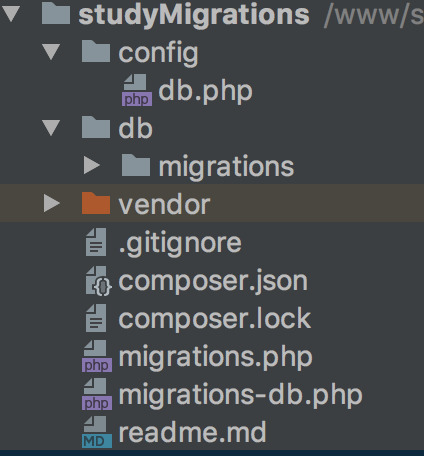 studyMigrations /www/s
config
php db.php
db
migrations
vendor
.gitignore
{} composer.json
composer.lock
php migrations.php
php migrations-db.php
MD readme.md